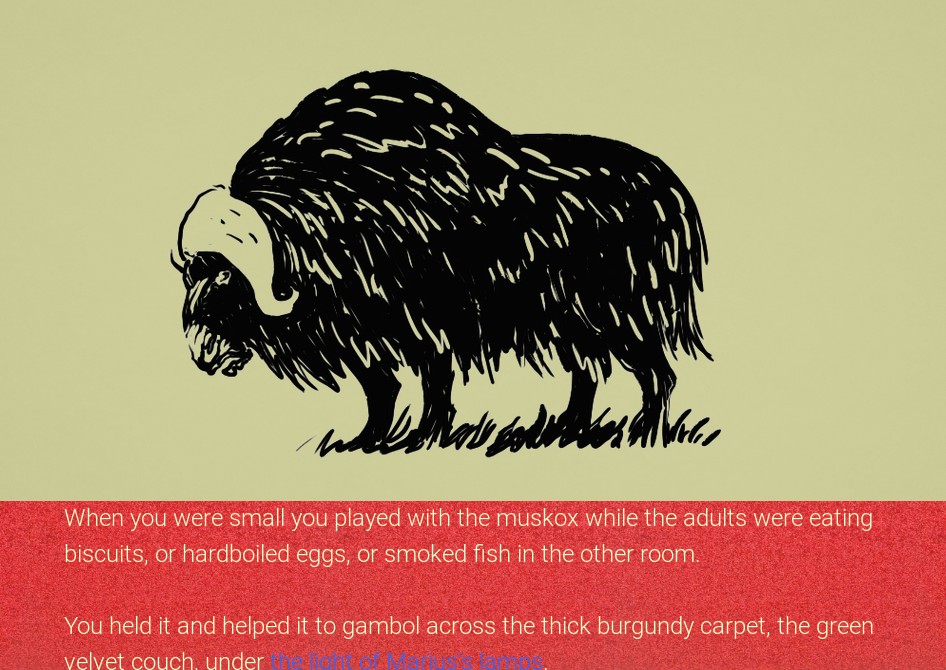 When you were small you played with the muskox while the adults were eating
biscuits, or hardboiled eggs, or smoked fish in the other room.
You held it and helped it to gambol across the thick burgundy carpet, the green
velvet couch, under the light of Marius's lamps.